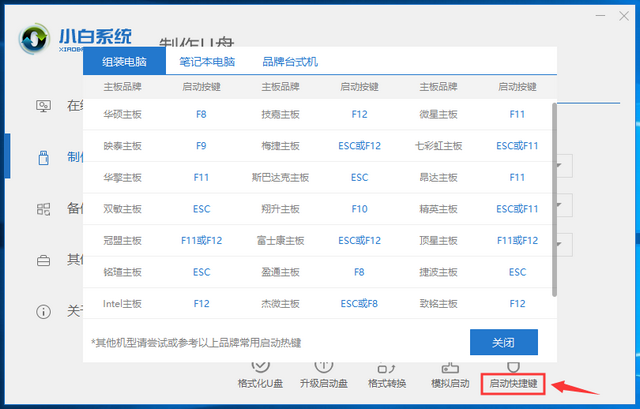 小白系统
制作U盘
XIAOBA
组装电脑 笔记本电脑 品牌台式机
主板品牌 启动按键 主板品牌 启动按键 主板品牌 启动按键
在线
华硕主板 F8 技嘉主板 F12 微星主板 F11
制作
映泰主板 F9 梅捷主板 ESC或F12 七彩虹主板 ESC或F11
华擎主板 F11 斯巴达克主板 ESC 昂达主板 F11
备份
双敏主板 ESC 翔升主板 F10 精英主板 ESC或F11
冠盟主板 F11或F12 富士康主板 ESC或F12 顶星主板 F11或F12
其
铭瑄主板 ESC 盈通主板 F8 捷波主板 ESC
关于
Intel主板 F12 杰微主板 ESC或F8 致铭主板 F12
*其他机型请尝试或参考以上品牌常用启动热键
关闭
格式化U盘 升级启动盘 格式转换 模拟启动 启动快捷键